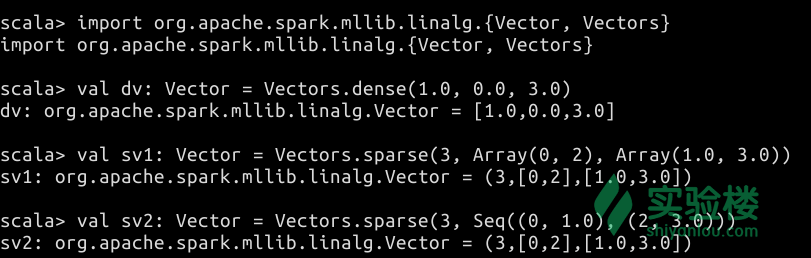 scala> import org.apache.spark.mllib.linalg.{Vector, Vectors}
import org.apache.spark.mllib.linalg.{Vector, Vectors}
scala> val dv: Vector = Vectors.dense(1.0, 0.0, 3.0)
dv: org.apache.spark.mllib.linalg.Vector = [1.0,0.0,3.0]
scala> val sv1: Vector = Vectors.sparse(3, Array(0, 2), Array(1.0, 3.0))
sv1: org.apache.spark.mllib.linalg.Vector = (3,[0,2],[1.0,3.0])
scala> val sv2: Vector = Vectors.sparse(3, Seq((0, 1.0), (2, 3.0)))
sv2: org.apache.spark.mllib.linalg.Vector = (3,[0,2],[1.0,3.0])
实验楼
shiyanlou.com